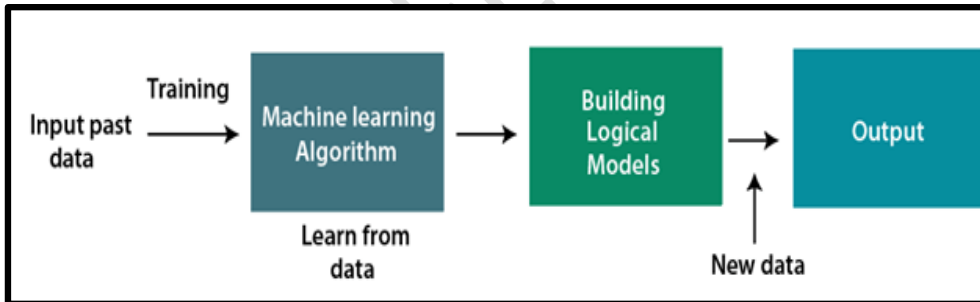 Training
Input past
data
Machine learning
Algorithm
Learn from
data
Building
Logical
Models
New data
Output